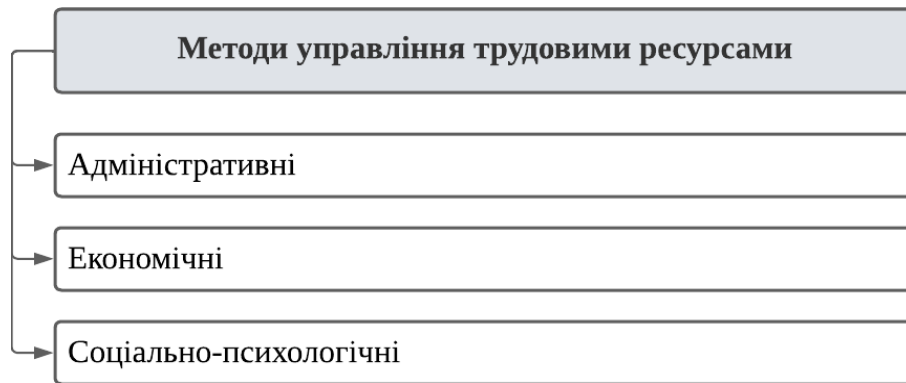 Методи управління трудовими ресурсами
Адміністративні
Економічні
Соціально-психологічні